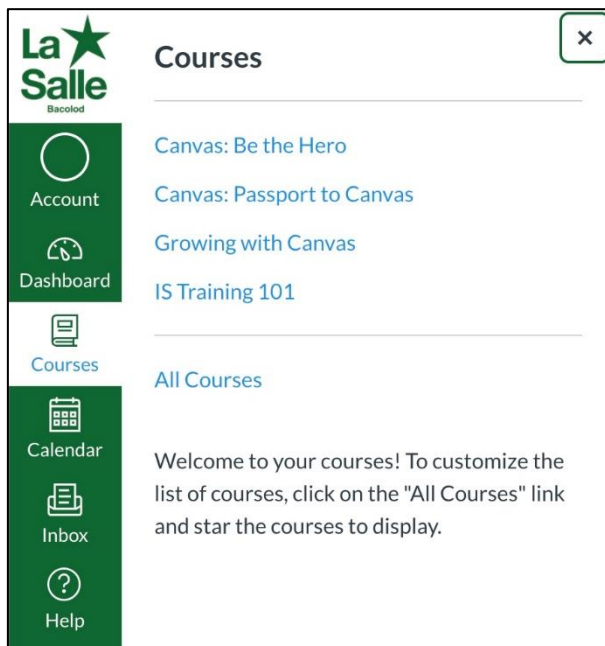 La
Salle
Bacolod
Account
Dashboard
Courses
Calendar
Inbox
Help
Courses
×
Canvas: Be the Hero
Canvas: Passport to Canvas
Growing with Canvas
IS Training 101
All Courses
Welcome to your courses! To customize the
list of courses, click on the "All Courses" link
and star the courses to display.